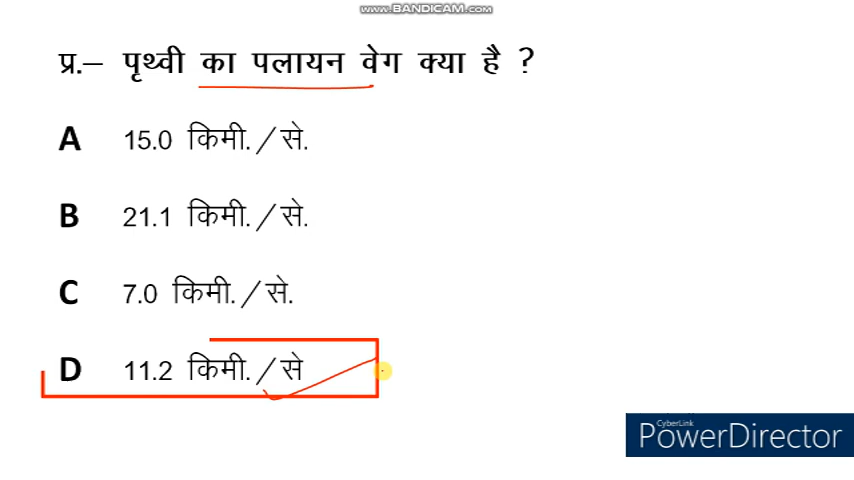 www.BANDICAM.com
प्र.– पृथ्वी का पलायन वेग क्या है ?
A 15.0 किमी./से.
B 21.1 किमी./से.
C 7.0 किमी./से.
D 11.2 किमी./से
CyberLink
PowerDirector